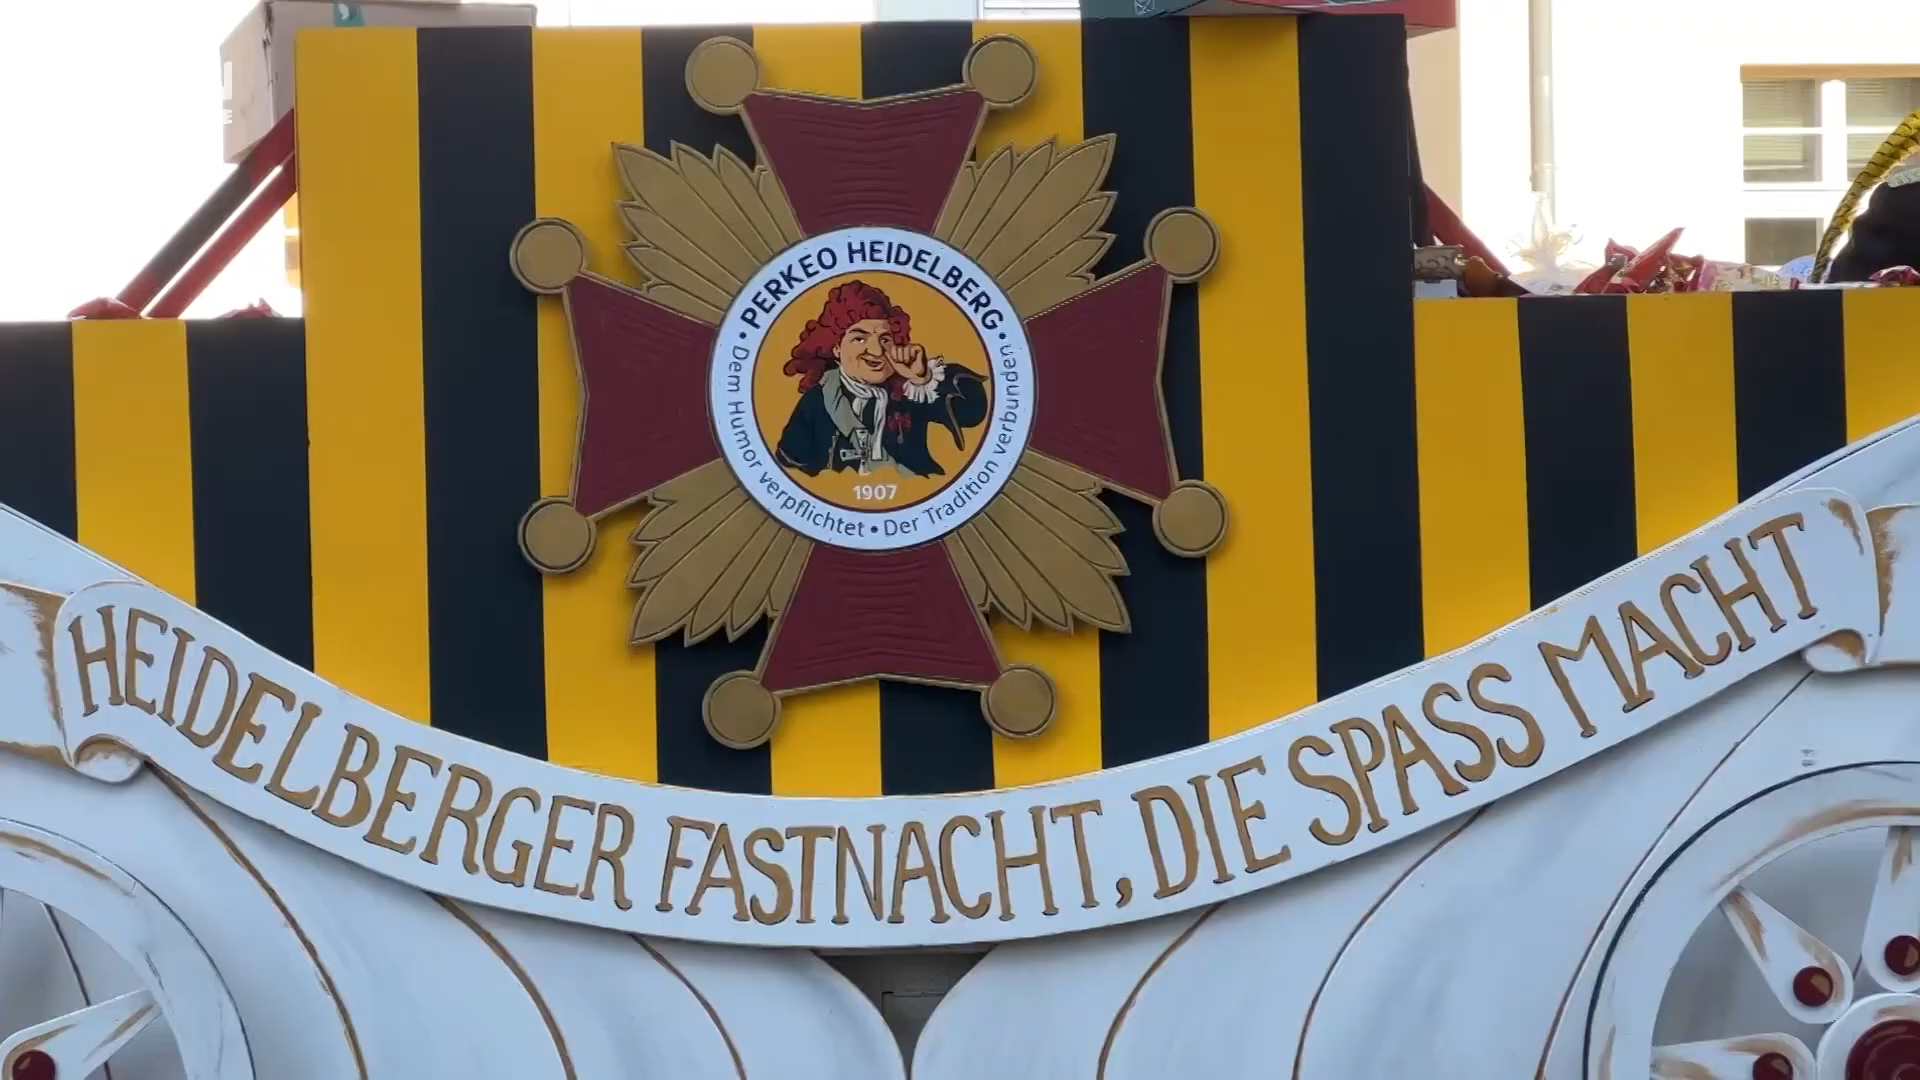 • PERKEO HEIDELBERG •
Dem Humor verpflichtet • Der Tradition verbunden
1907
HEIDELBERGER FASTNACHT, DIE SPASS MACHT